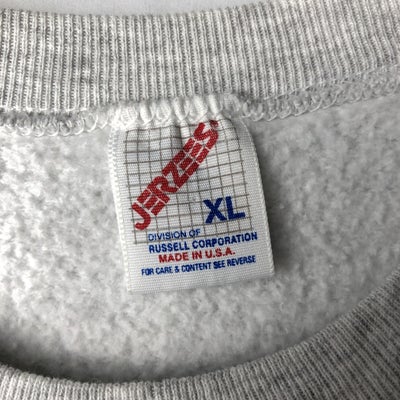 JERZEES
XL
DIVISION OF
RUSSELL CORPORATION
MADE IN U.S.A.
FOR CARE & CONTENT SEE REVERSE